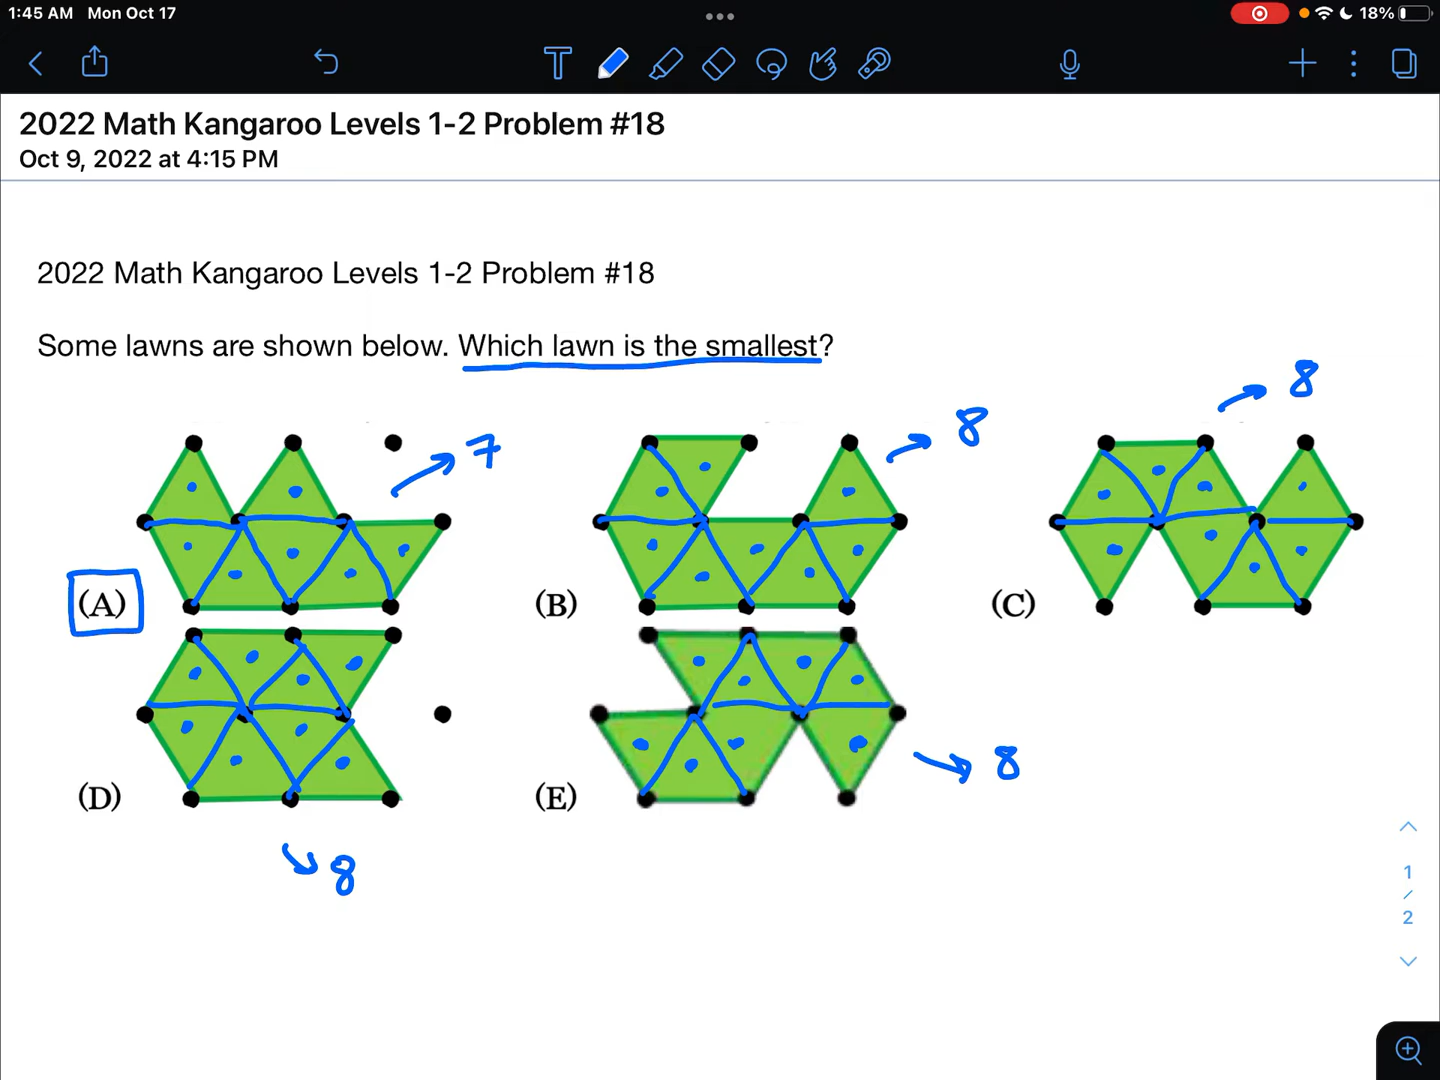 1:45 AM Mon Oct 17
18%
2022 Math Kangaroo Levels 1-2 Problem #18
Oct 9, 2022 at 4:15 PM
2022 Math Kangaroo Levels 1-2 Problem #18
Some lawns are shown below. Which lawn is the smallest?
7
8
8
(A)
(B)
(C)
(D)
(E)
8
8
1
/
2